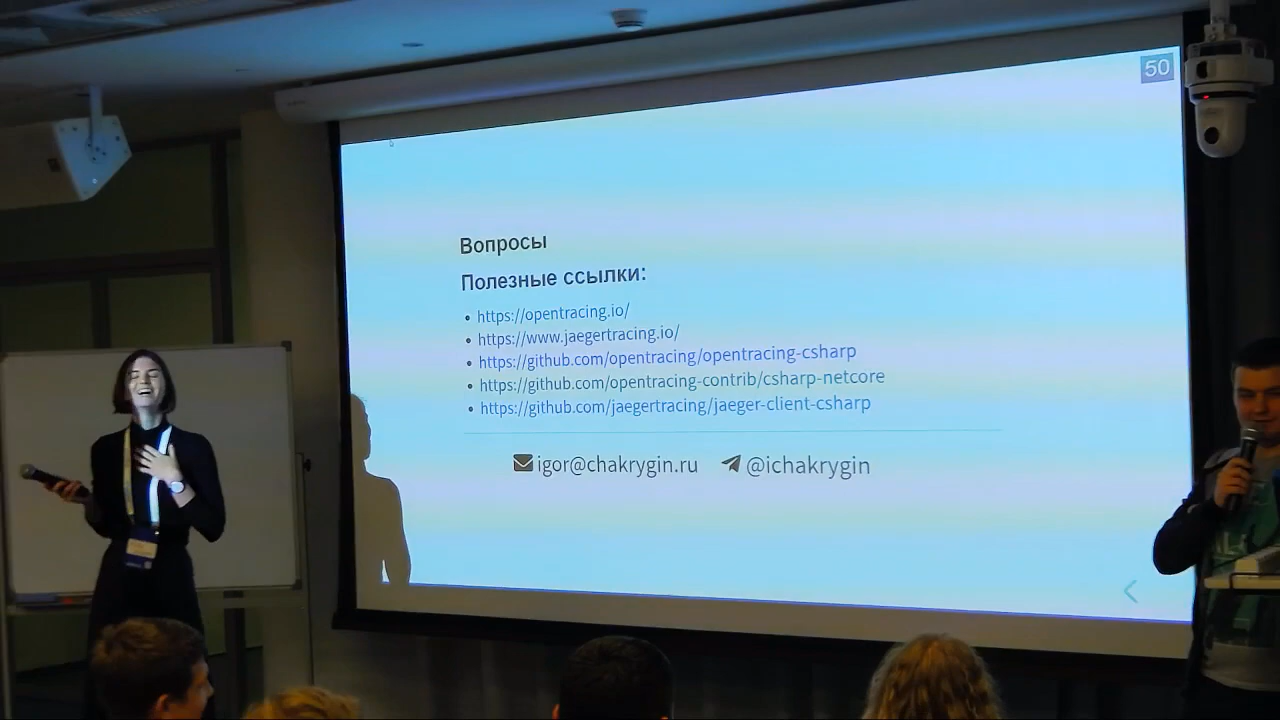 50
Вопросы
Полезные ссылки:
• https://opentracing.io/
• https://www.jaegertracing.io/
• https://github.com/opentracing/opentracing-csharp
• https://github.com/opentracing-contrib/csharp-netcore
• https://github.com/jaegertracing/jaeger-client-csharp
igor@chakrygin.ru @ichakrygin